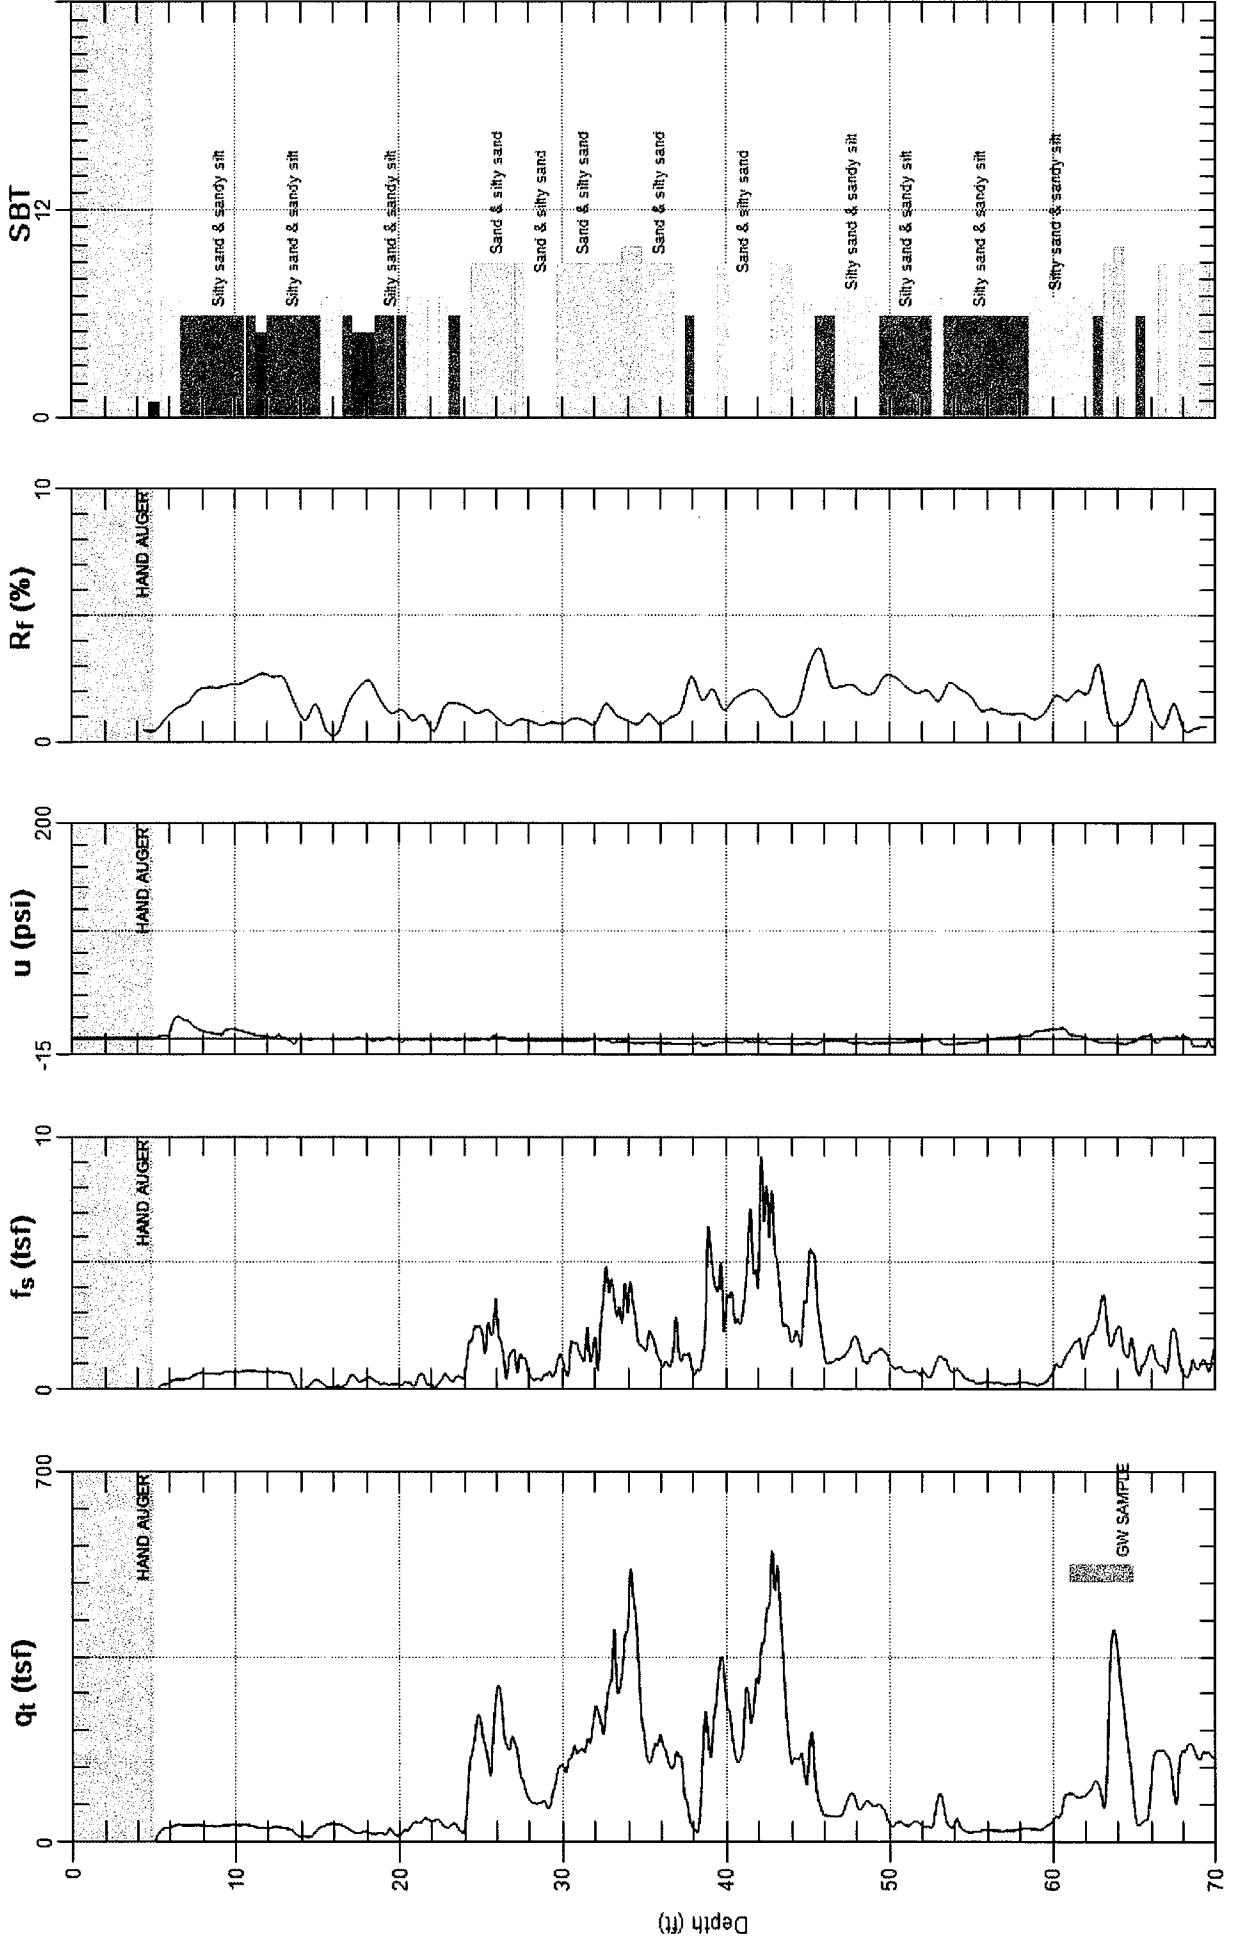 qt (tsf)
fs (tsf)
u (psi)
Rf (%)
SBT
0
700
0
10
-15
200
0
10
0
12
Depth (ft)
0
10
20
30
40
50
60
70
HAND AUGER
HAND AUGER
HAND AUGER
HAND AUGER
GW SAMPLE
Silty sand & sandy silt
Silty sand & sandy silt
Silty sand & sandy silt
Sand & silty sand
Sand & silty sand
Sand & silty sand
Sand & silty sand
Sand & silty sand
Silty sand & sandy silt
Silty sand & sandy silt
Silty sand & sandy silt
Silty sand & sandy silt